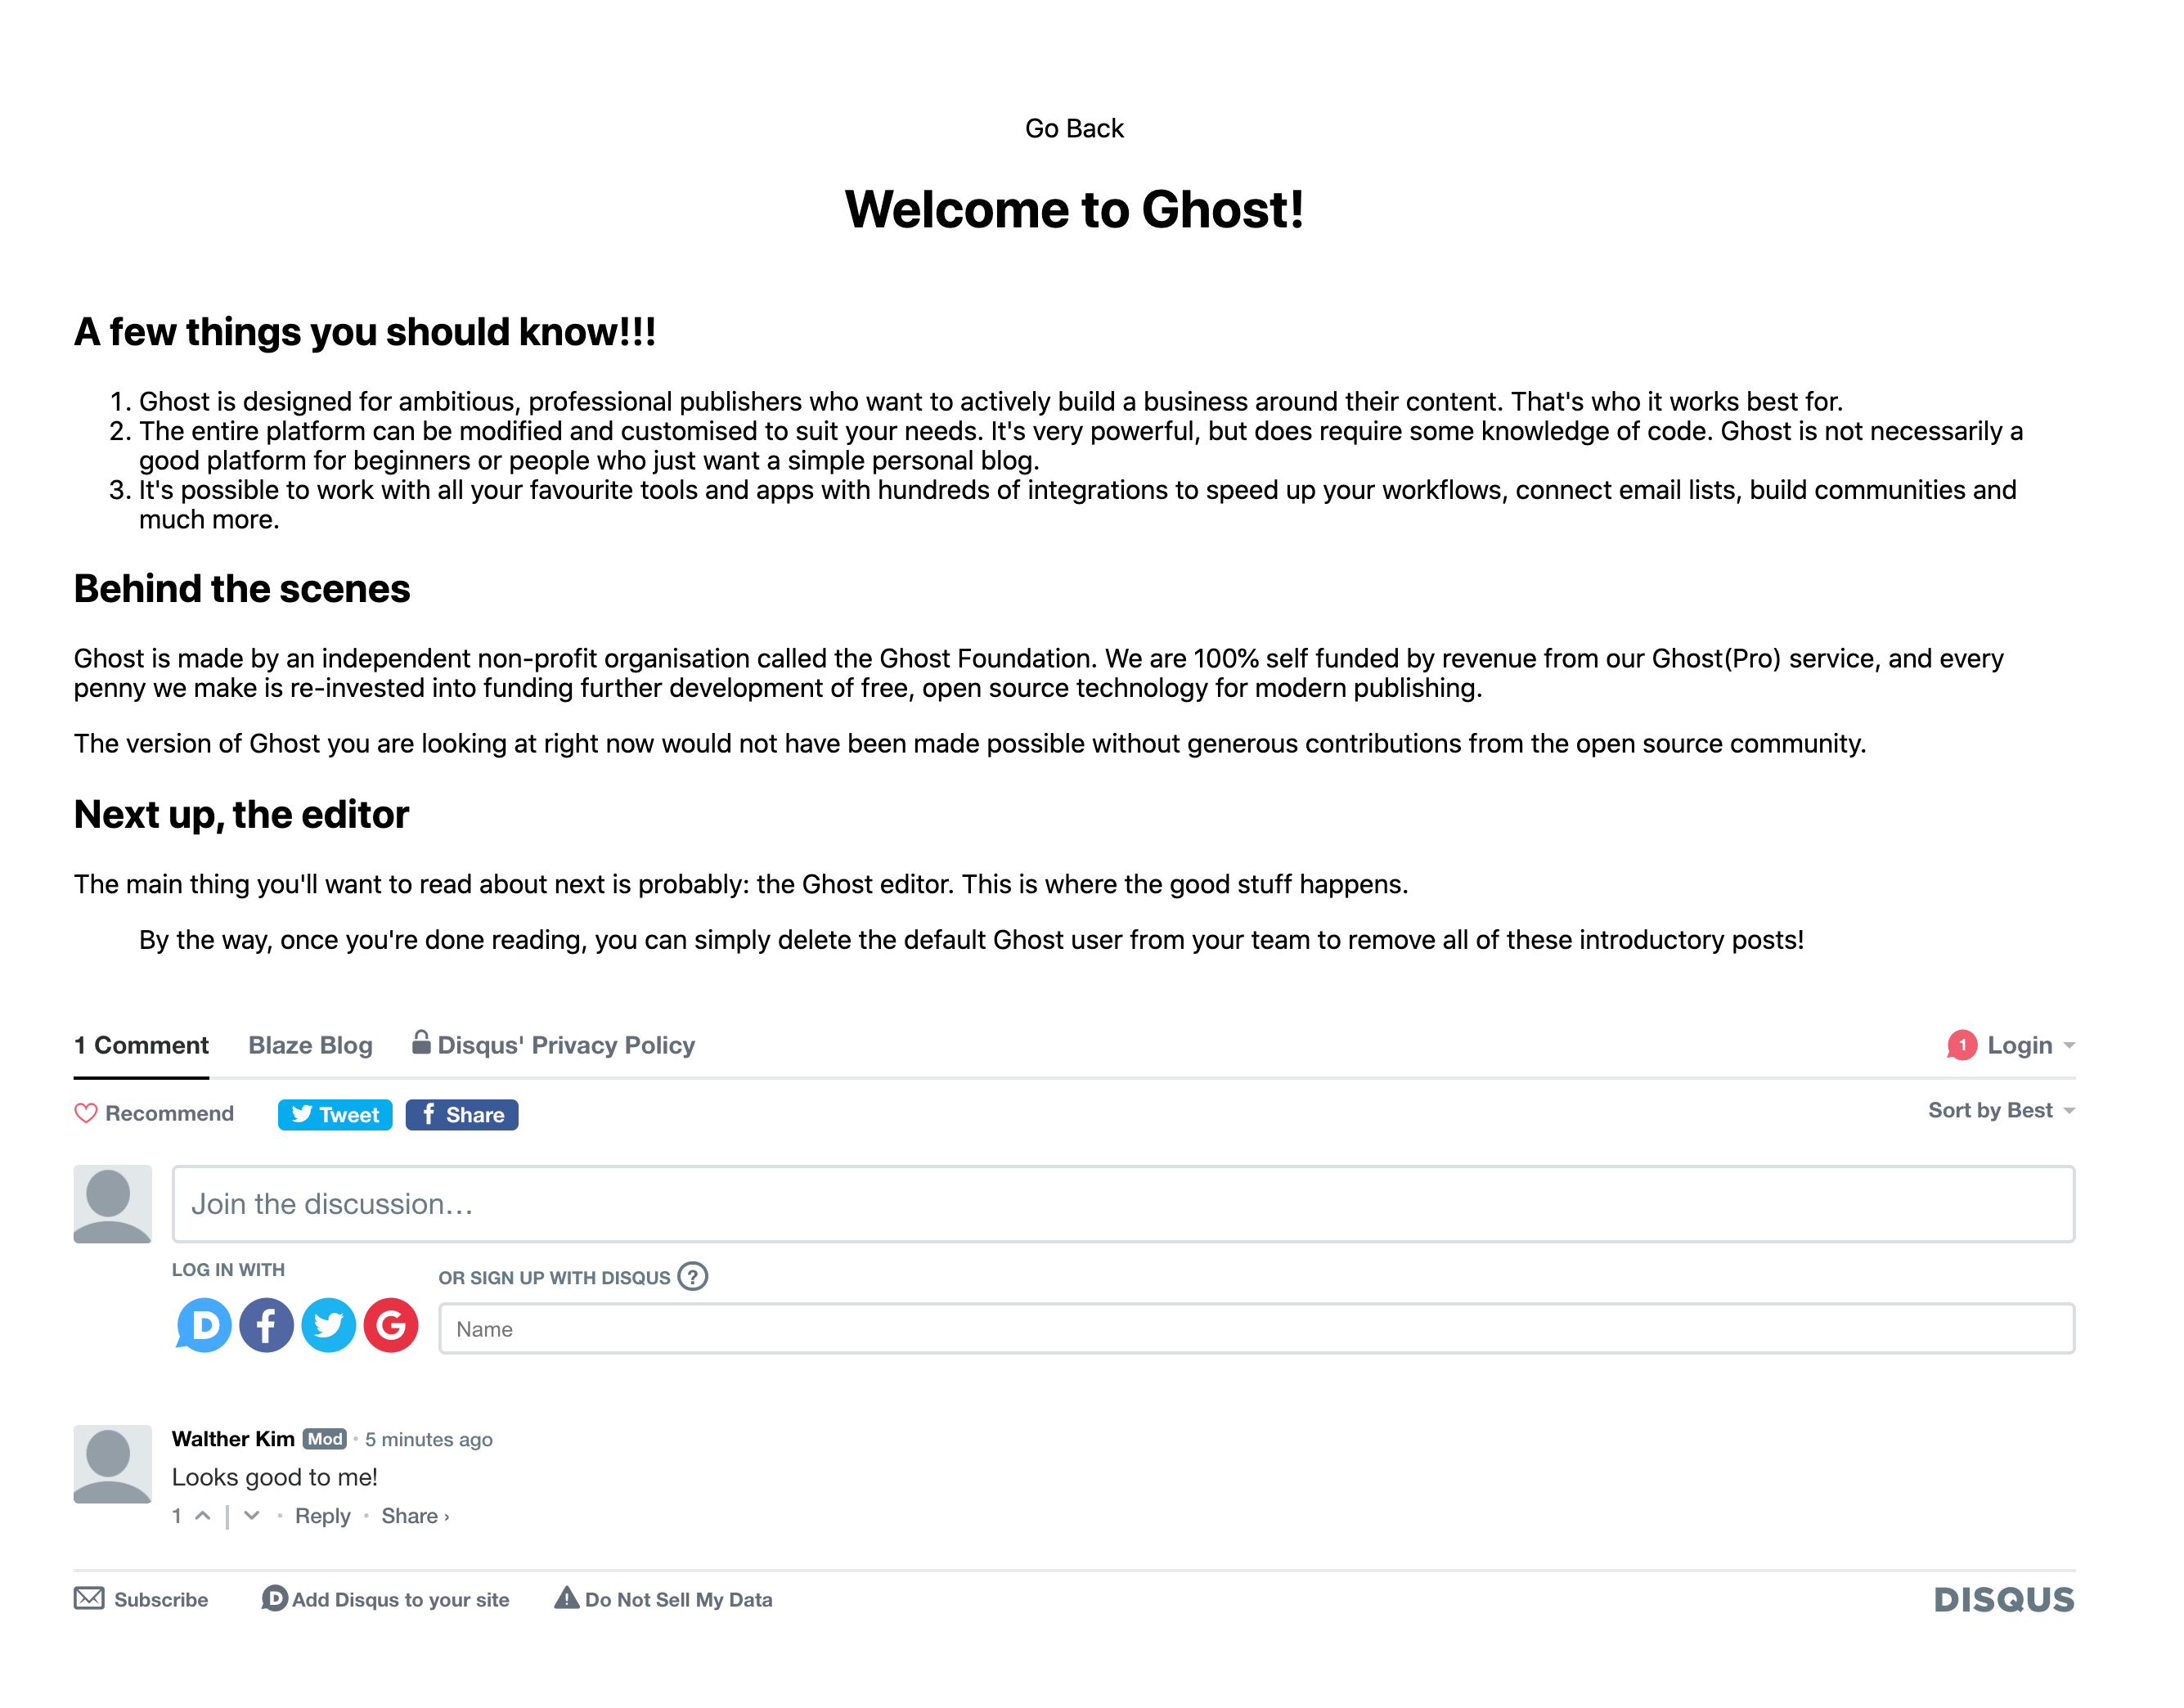 Go Back
Welcome to Ghost!
A few things you should know!!!
1. Ghost is designed for ambitious, professional publishers who want to actively build a business around their content. That's who it works best for.
2. The entire platform can be modified and customised to suit your needs. It's very powerful, but does require some knowledge of code. Ghost is not necessarily a
good platform for beginners or people who just want a simple personal blog.
3. It's possible to work with all your favourite tools and apps with hundreds of integrations to speed up your workflows, connect email lists, build communities and
much more.
Behind the scenes
Ghost is made by an independent non-profit organisation called the Ghost Foundation. We are 100% self funded by revenue from our Ghost(Pro) service, and every
penny we make is re-invested into funding further development of free, open source technology for modern publishing.
The version of Ghost you are looking at right now would not have been made possible without generous contributions from the open source community.
Next up, the editor
The main thing you'll want to read about next is probably: the Ghost editor. This is where the good stuff happens.
By the way, once you're done reading, you can simply delete the default Ghost user from your team to remove all of these introductory posts!
1 Comment Blaze Blog Disqus' Privacy Policy 1 Login
Recommend Tweet f Share Sort by Best
Join the discussion…
LOG IN WITH OR SIGN UP WITH DISQUS ?
D f G Name
Walther Kim Mod • 5 minutes ago
Looks good to me!
1 | • Reply • Share ›
Subscribe D Add Disqus to your site Do Not Sell My Data DISQUS